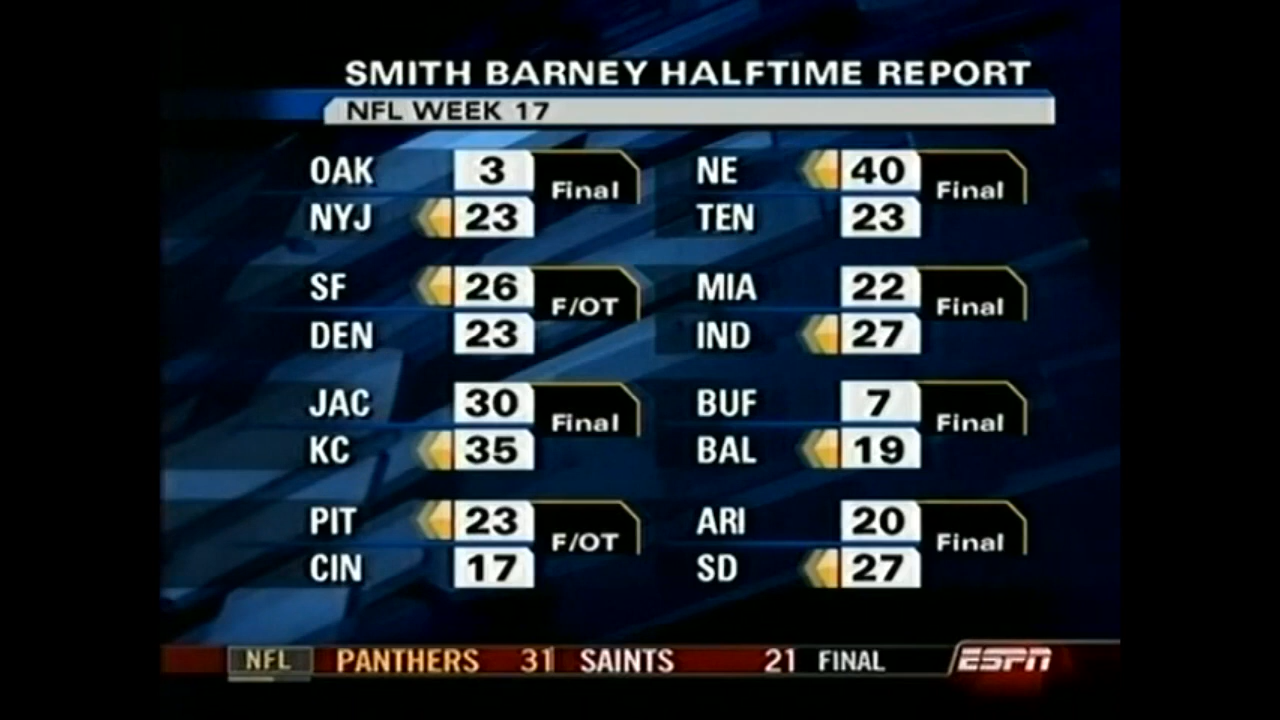 SMITH BARNEY HALFTIME REPORT
NFL WEEK 17
OAK 3 Final
NYJ 23
NE 40 Final
TEN 23
SF 26 F/OT
DEN 23
MIA 22 Final
IND 27
JAC 30 Final
KC 35
BUF 7 Final
BAL 19
PIT 23 F/OT
CIN 17
ARI 20 Final
SD 27
NFL PANTHERS 31 SAINTS 21 FINAL ESPN